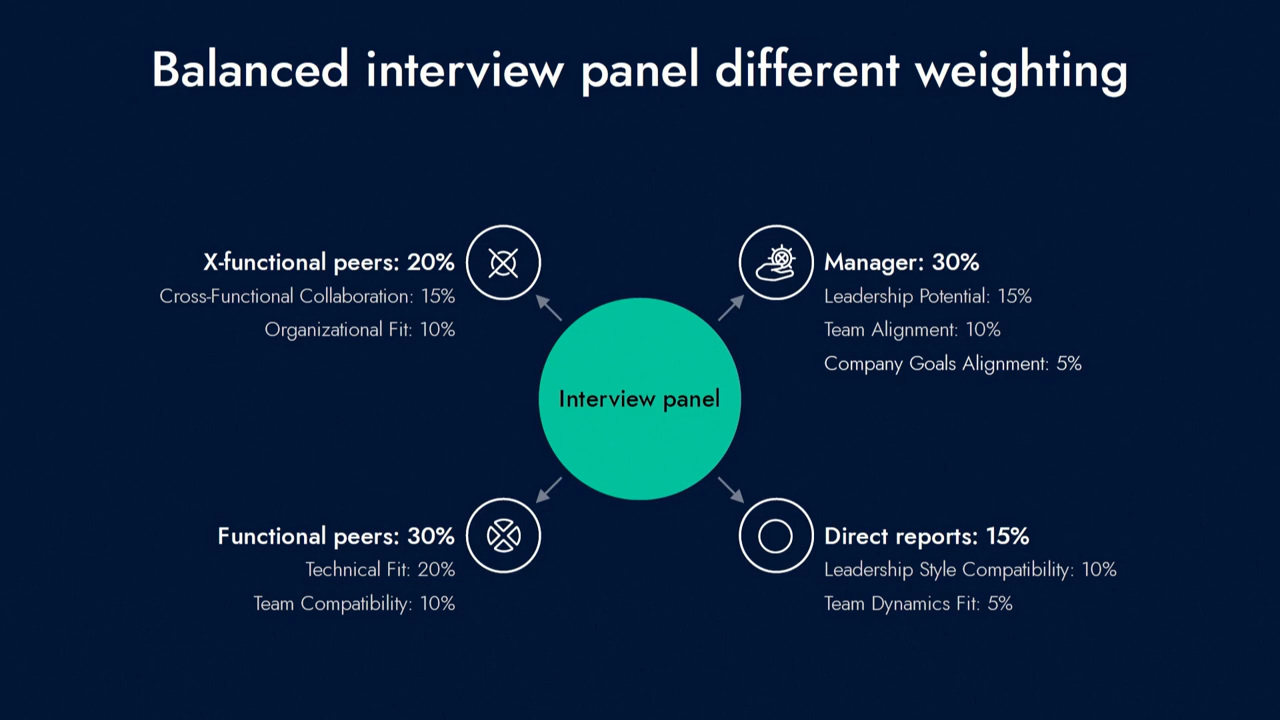 Balanced interview panel different weighting
X-functional peers: 20%
Cross-Functional Collaboration: 15%
Organizational Fit: 10%
Manager: 30%
Leadership Potential: 15%
Team Alignment: 10%
Company Goals Alignment: 5%
Interview panel
Functional peers: 30%
Technical Fit: 20%
Team Compatibility: 10%
Direct reports: 15%
Leadership Style Compatibility: 10%
Team Dynamics Fit: 5%